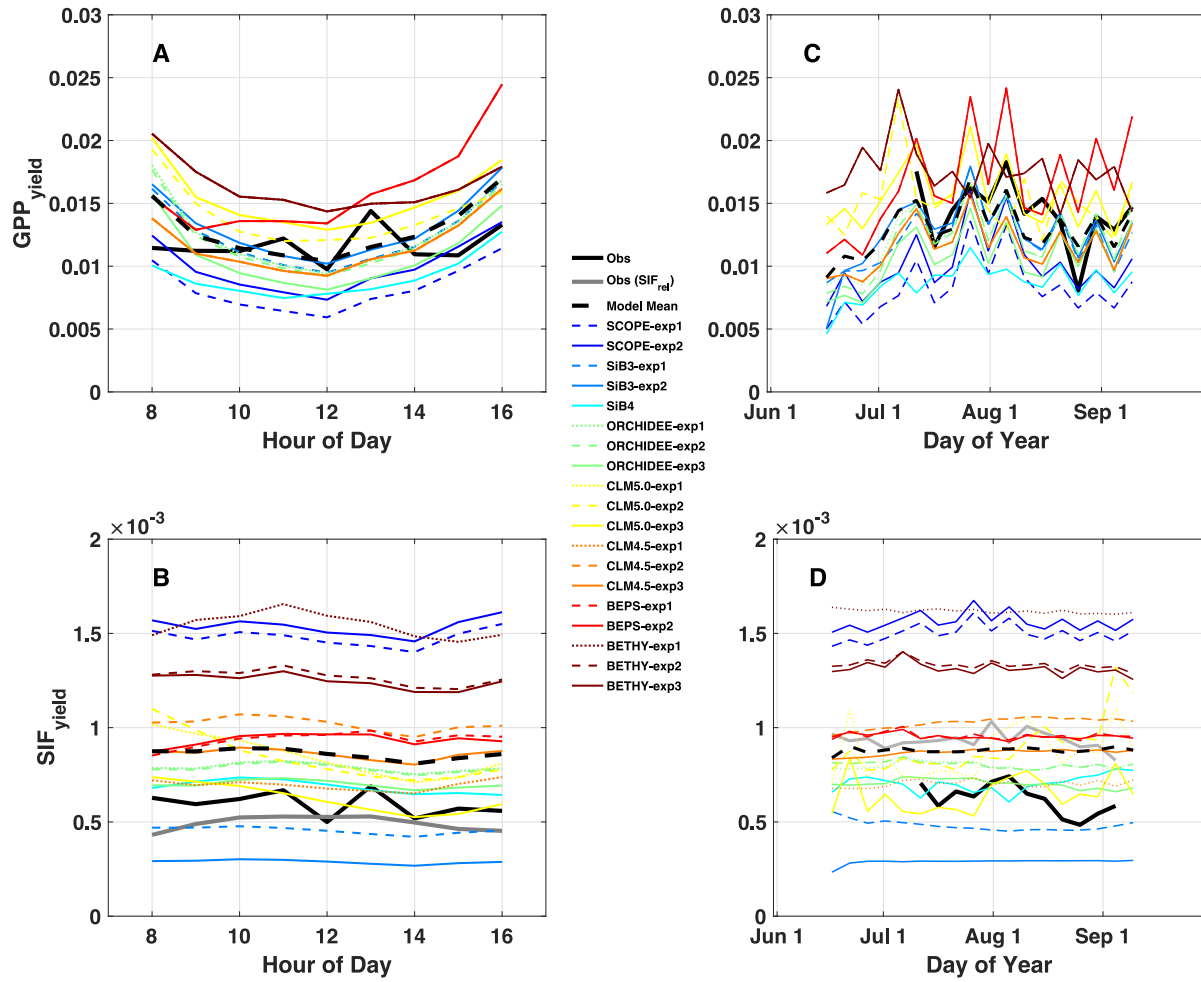 A
GPP_yield
0.03
0.025
0.02
0.015
0.01
0.005
0
8
10
12
14
16
Hour of Day
C
0.03
0.025
0.02
0.015
0.01
0.005
0
Jun 1
Jul 1
Aug 1
Sep 1
Day of Year
Obs
Obs (SIF_rel)
Model Mean
SCOPE-exp1
SCOPE-exp2
SiB3-exp1
SiB3-exp2
SiB4
ORCHIDEE-exp1
ORCHIDEE-exp2
ORCHIDEE-exp3
CLM5.0-exp1
CLM5.0-exp2
CLM5.0-exp3
CLM4.5-exp1
CLM4.5-exp2
CLM4.5-exp3
BEPS-exp1
BEPS-exp2
BETHY-exp1
BETHY-exp2
BETHY-exp3
×10⁻³
B
SIF_yield
2
1.5
1
0.5
0
8
10
12
14
16
Hour of Day
×10⁻³
D
2
1.5
1
0.5
0
Jun 1
Jul 1
Aug 1
Sep 1
Day of Year